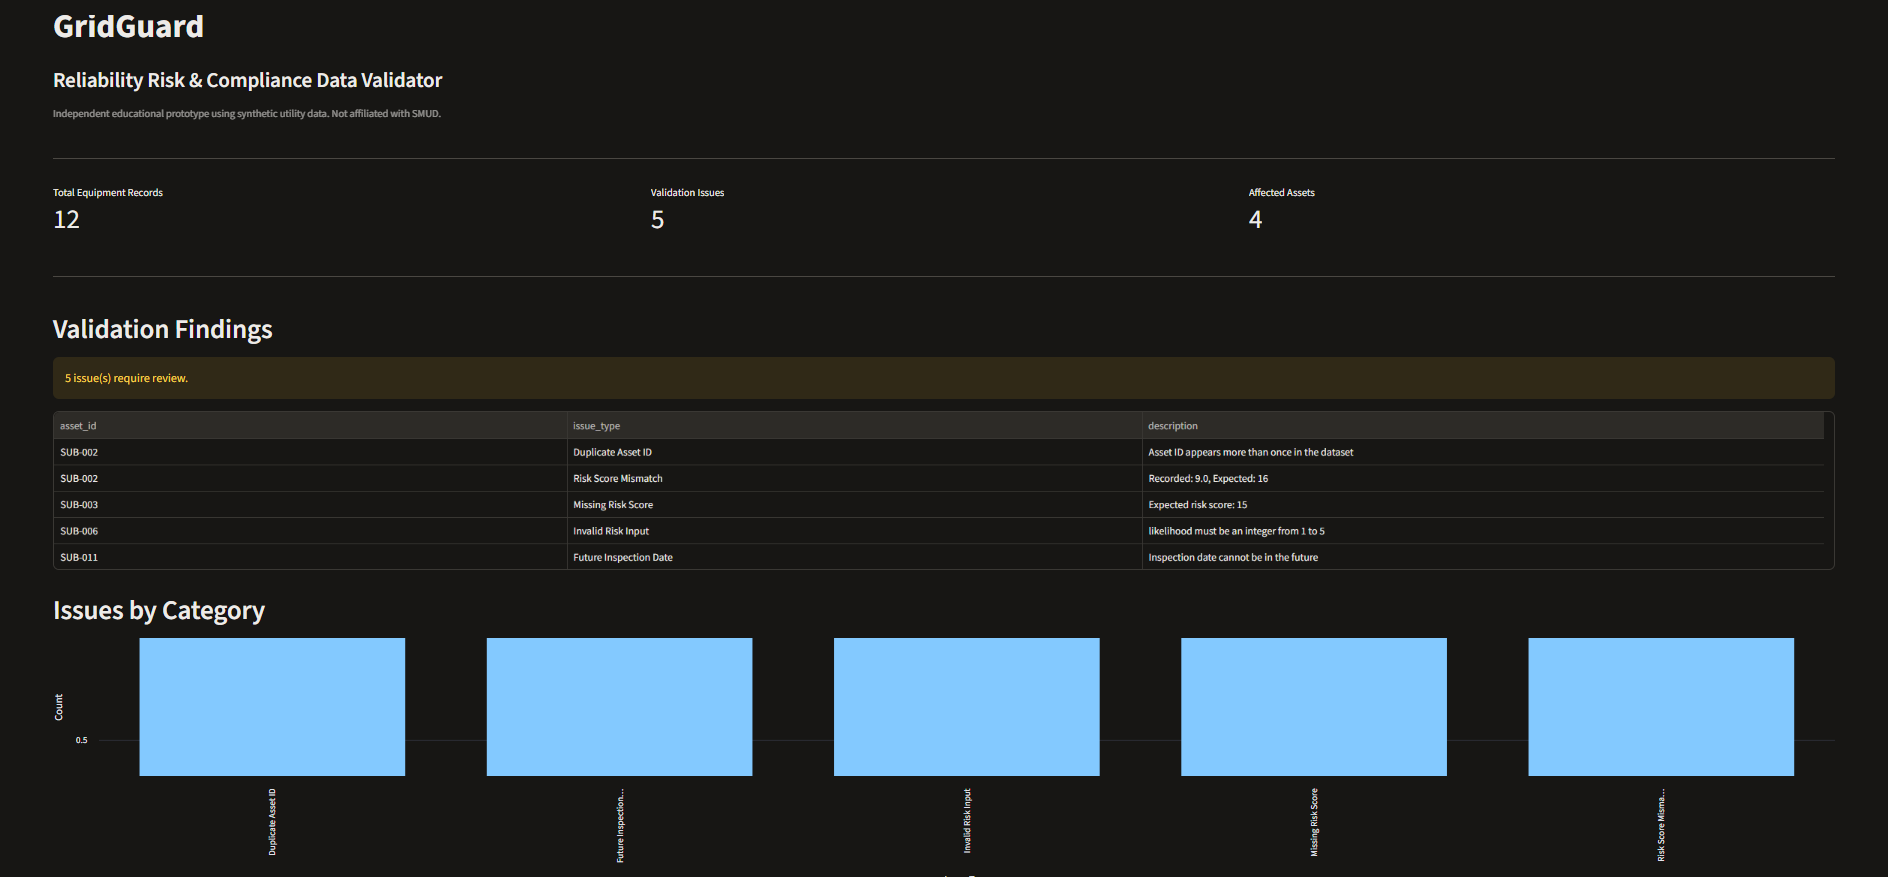 GridGuard
Reliability Risk & Compliance Data Validator
Independent educational prototype using synthetic utility data. Not affiliated with SMUD.
Total Equipment Records
12
Validation Issues
5
Affected Assets
4
Validation Findings
5 issue(s) require review.
asset_id issue_type description
SUB-002 Duplicate Asset ID Asset ID appears more than once in the dataset
SUB-002 Risk Score Mismatch Recorded: 9.0, Expected: 16
SUB-003 Missing Risk Score Expected risk score: 15
SUB-006 Invalid Risk Input likelihood must be an integer from 1 to 5
SUB-011 Future Inspection Date Inspection date cannot be in the future
Issues by Category
Count
0.5
Duplicate Asset ID
Future Inspection…
Invalid Risk Input
Missing Risk Score
Risk Score Misma…